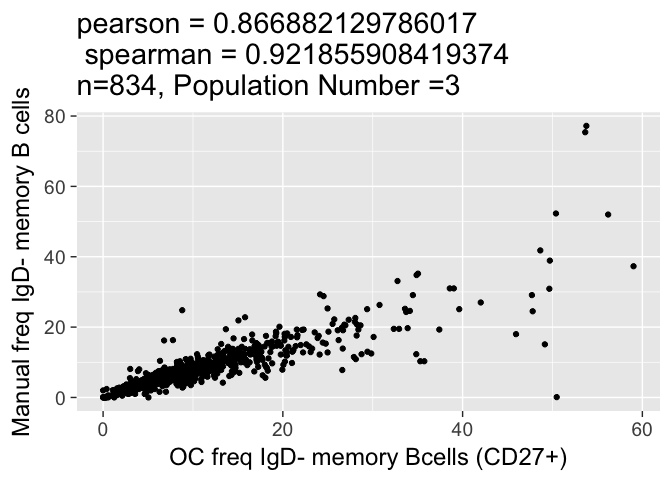 pearson = 0.866882129786017
spearman = 0.921855908419374
n=834, Population Number =3
Manual freq IgD- memory B cells
80
60
40
20
0
0 20 40 60
OC freq IgD- memory Bcells (CD27+)